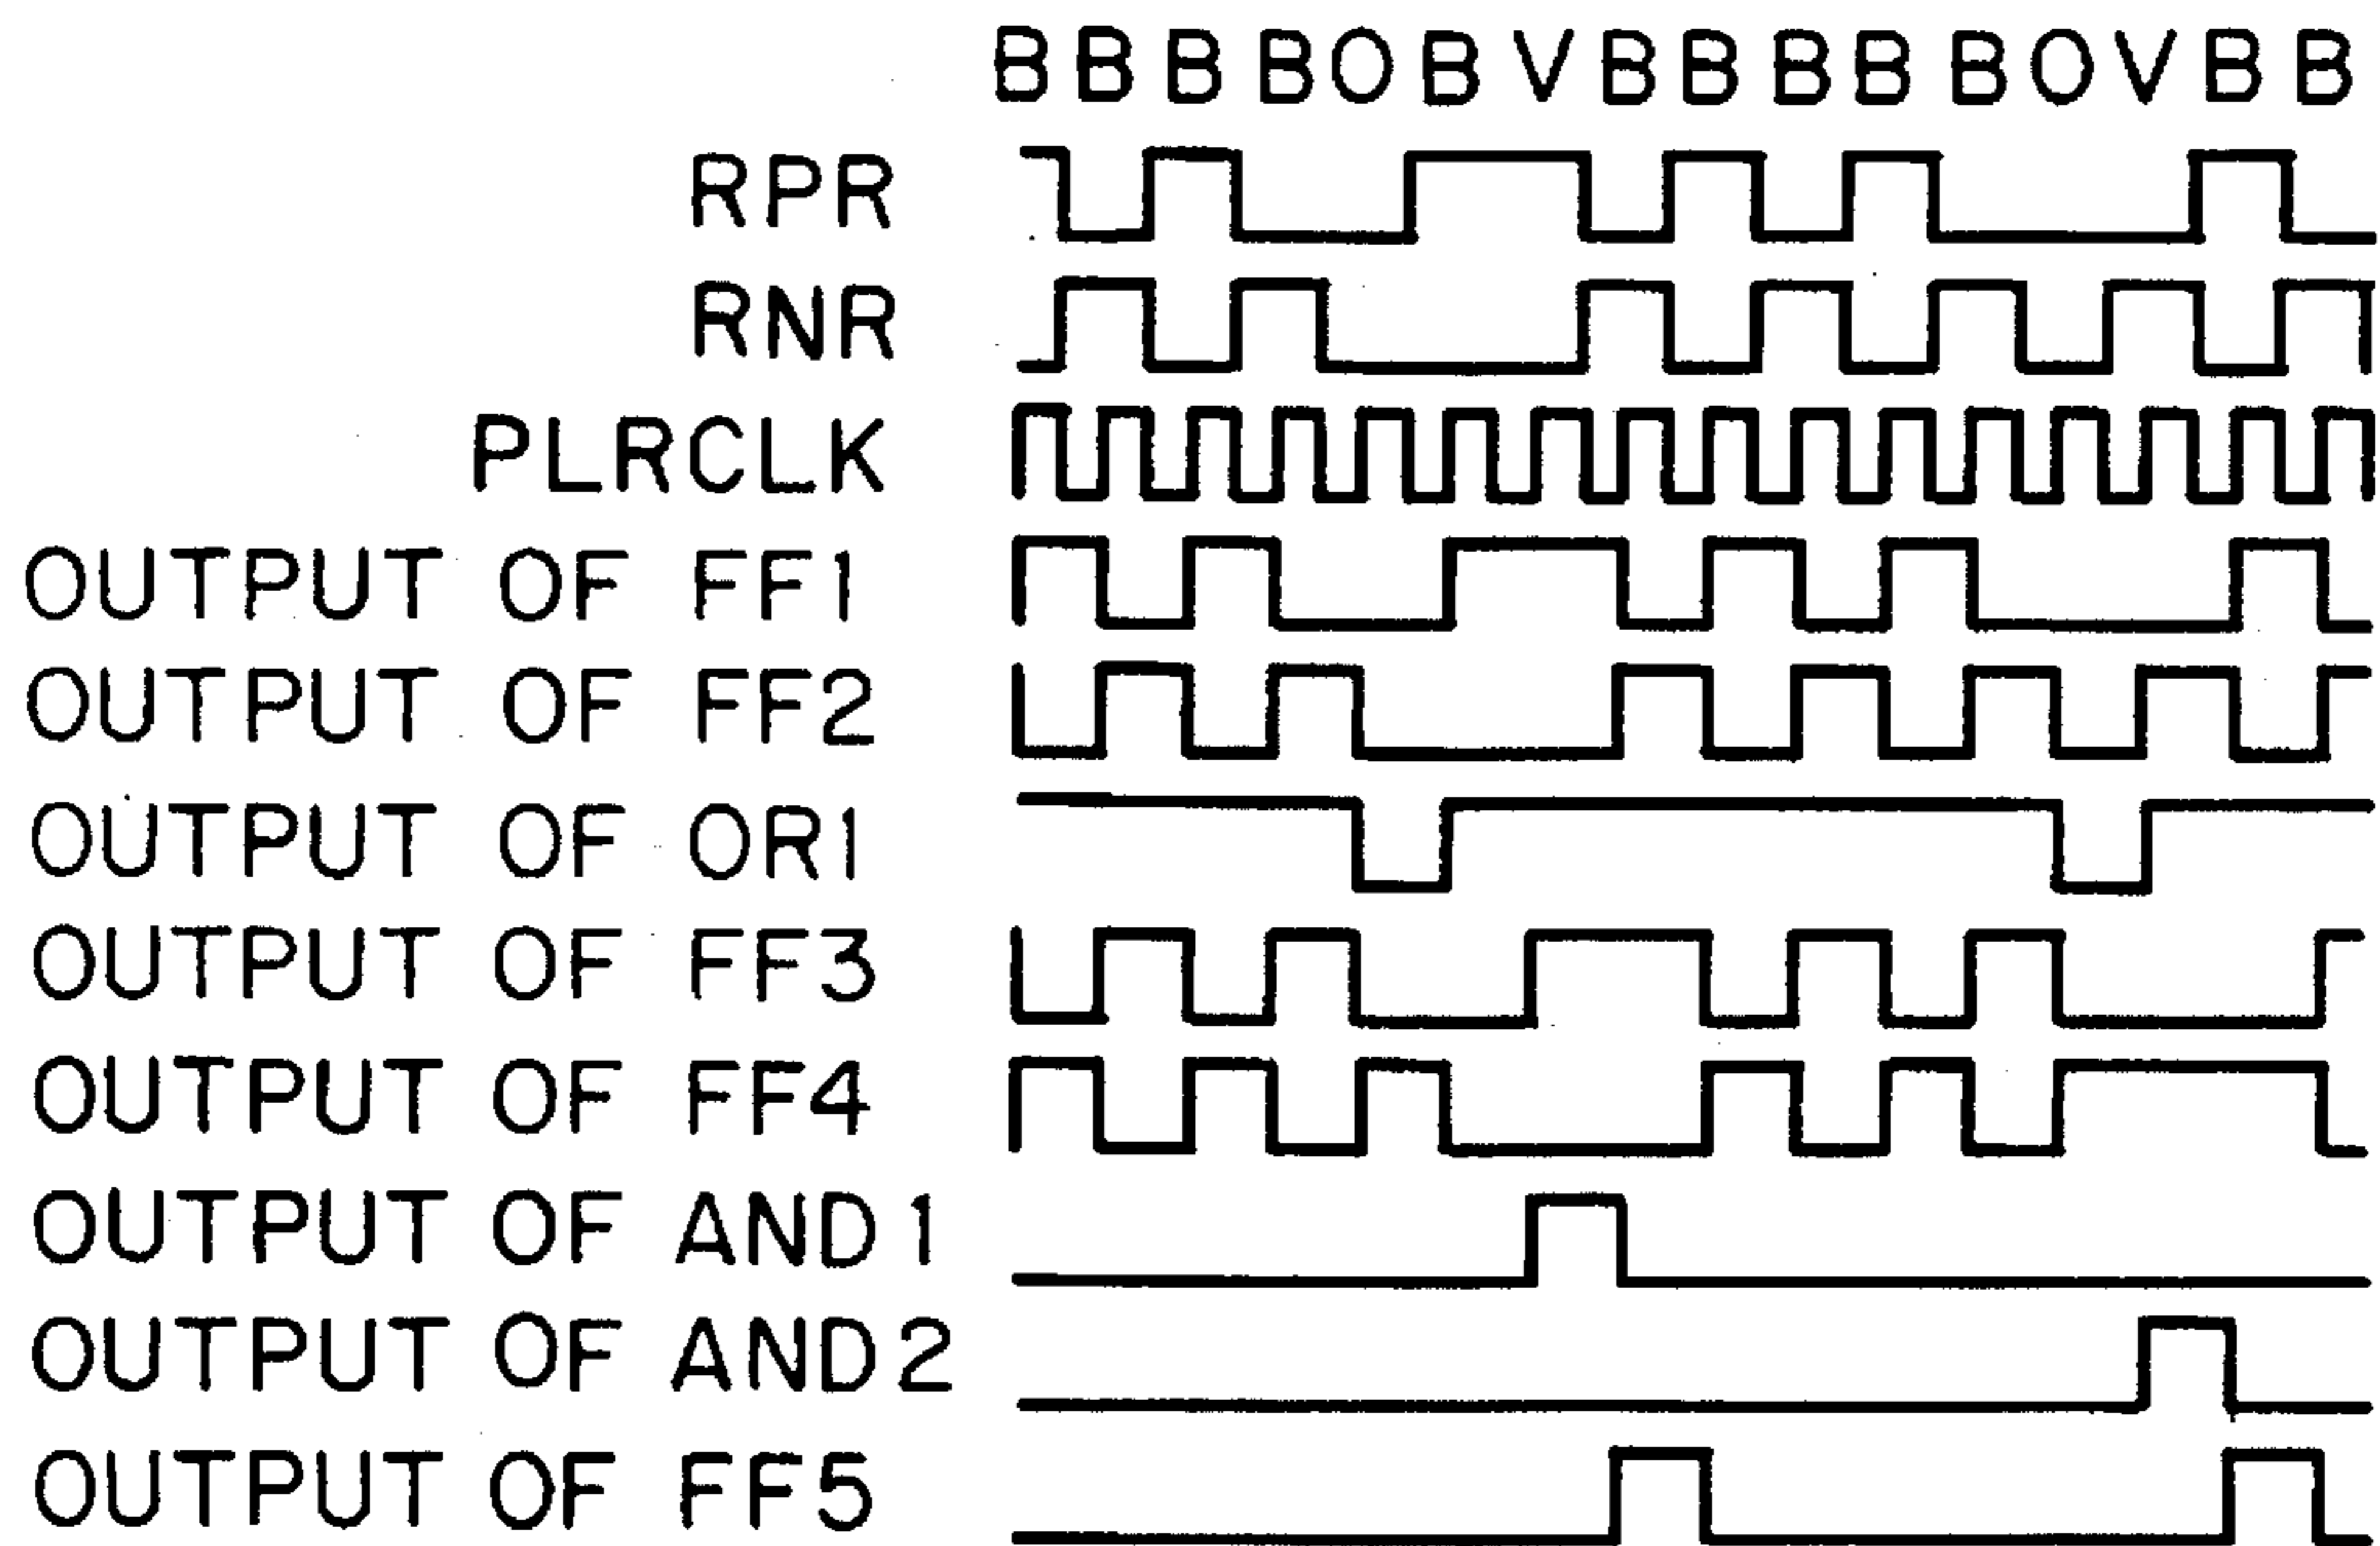 B B B B O B V B B B B B O V B B
RPR
RNR
PLRCLK
OUTPUT OF FF1
OUTPUT OF FF2
OUTPUT OF OR1
OUTPUT OF FF3
OUTPUT OF FF4
OUTPUT OF AND1
OUTPUT OF AND2
OUTPUT OF FF5